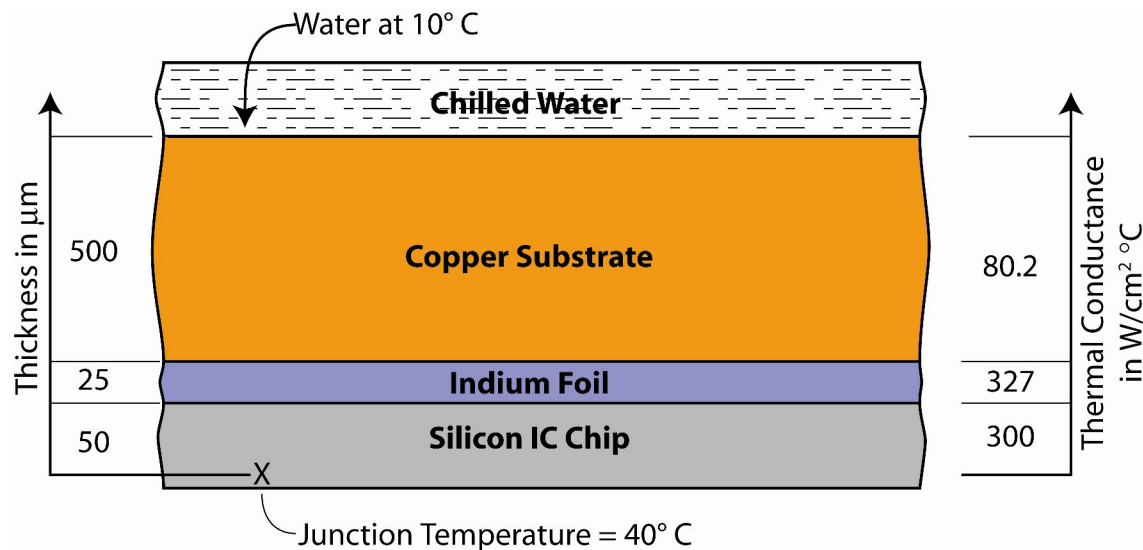 Water at 10° C
Chilled Water
Thickness in μm
500
Copper Substrate
80.2
Thermal Conductance
in W/cm² °C
25
Indium Foil
327
50
Silicon IC Chip
300
X
Junction Temperature = 40° C